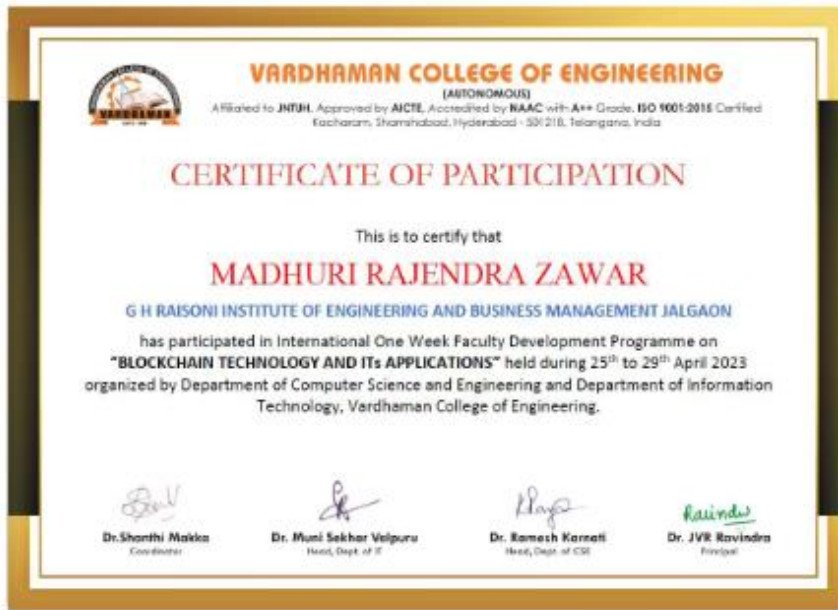 VARDHAMAN
VARDHAMAN COLLEGE OF ENGINEERING
(AUTONOMOUS)
Affiliated to JNTUH, Approved by AICTE, Accredited by NAAC with A++ Grade, ISO 9001:2015 Certified
Kacharam, Shamshabad, Hyderabad - 501218, Telangana, India
CERTIFICATE OF PARTICIPATION
This is to certify that
MADHURI RAJENDRA ZAWAR
G H RAISONI INSTITUTE OF ENGINEERING AND BUSINESS MANAGEMENT JALGAON
has participated in International One Week Faculty Development Programme on
"BLOCKCHAIN TECHNOLOGY AND ITs APPLICATIONS" held during 25th to 29th April 2023
organized by Department of Computer Science and Engineering and Department of Information
Technology, Vardhaman College of Engineering.
Ravindra
Dr.Shanthi Makka
Coordinator
Dr. Muni Sekhar Velpuru
Head, Dept. of IT
Dr. Ramesh Karnati
Head, Dept. of CSE
Dr. JVR Ravindra
Principal